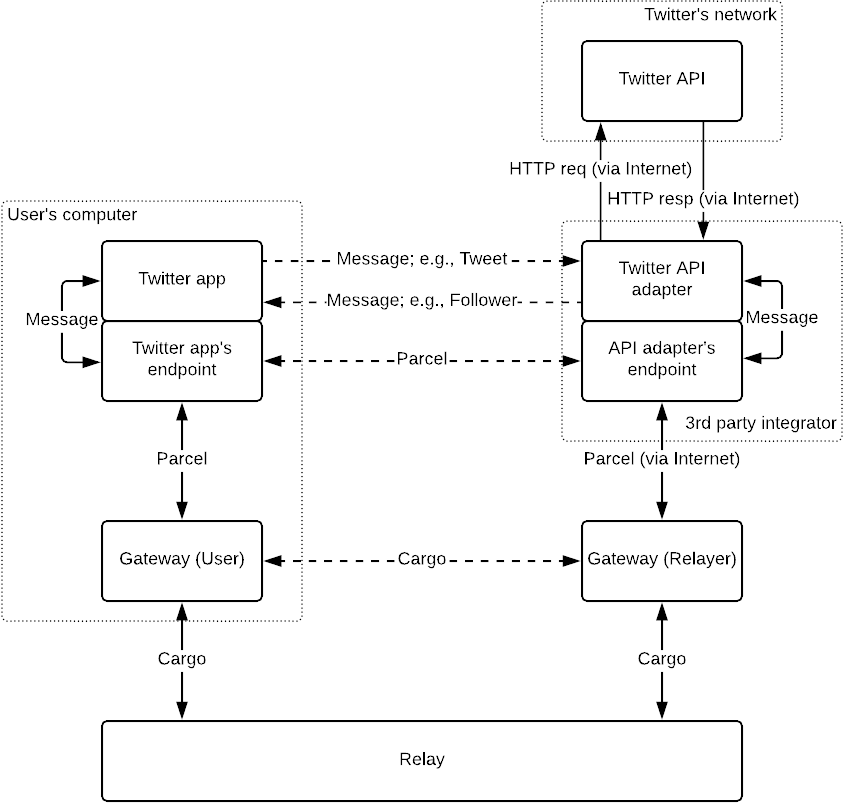 Twitter's network
Twitter API
HTTP req (via Internet)
HTTP resp (via Internet)
User's computer
Twitter app
Message; e.g., Tweet
Twitter API
adapter
Message; e.g., Follower
Message
Message
Twitter app's
endpoint
Parcel
API adapter's
endpoint
3rd party integrator
Parcel
Parcel (via Internet)
Gateway (User)
Cargo
Gateway (Relayer)
Cargo
Cargo
Relay